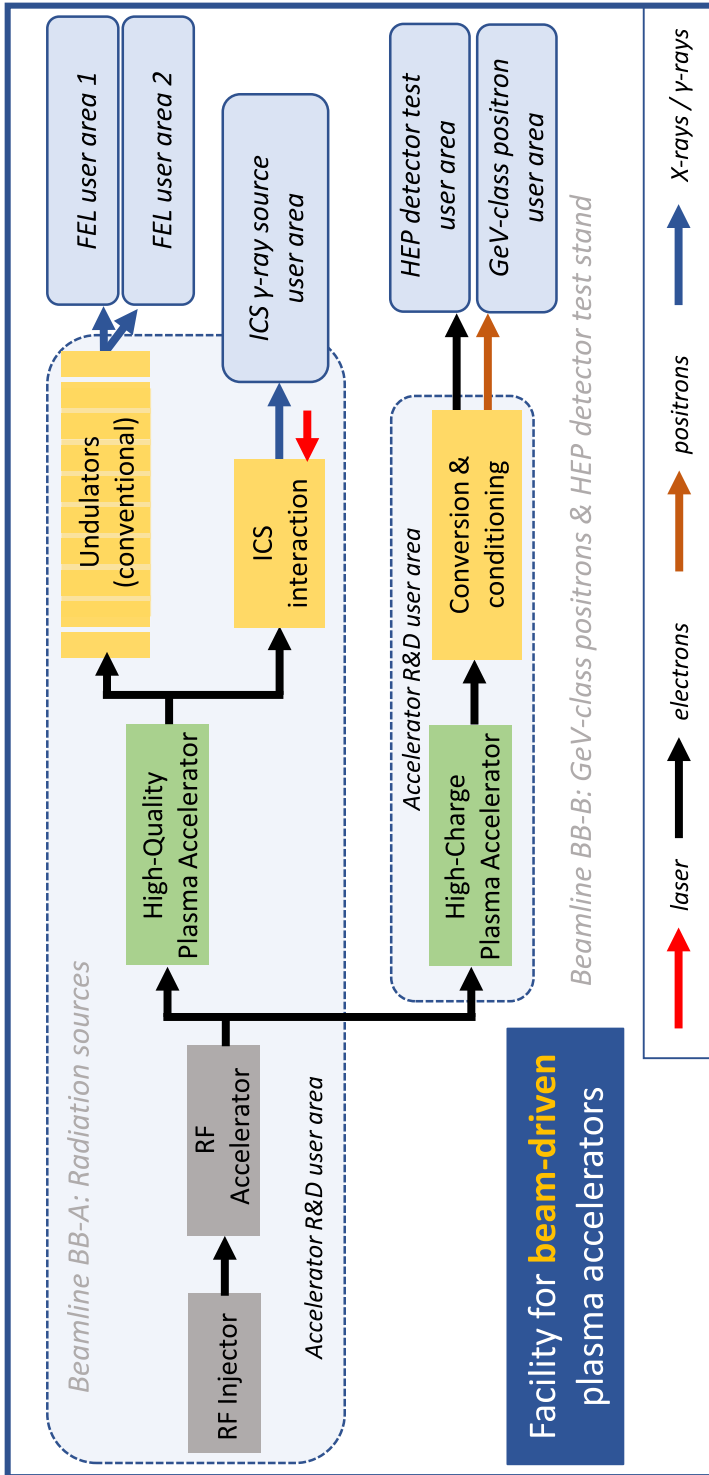 Beamline BB-A: Radiation sources
RF Injector
RF
Accelerator
Accelerator R&D user area
High-Quality
Plasma Accelerator
Undulators
(conventional)
ICS
interaction
FEL user area 1
FEL user area 2
ICS γ-ray source
user area
Accelerator R&D user area
High-Charge
Plasma Accelerator
Conversion &
conditioning
HEP detector test
user area
GeV-class positron
user area
Beamline BB-B: GeV-class positrons & HEP detector test stand
Facility for beam-driven
plasma accelerators
laser
electrons
positrons
X-rays / γ-rays